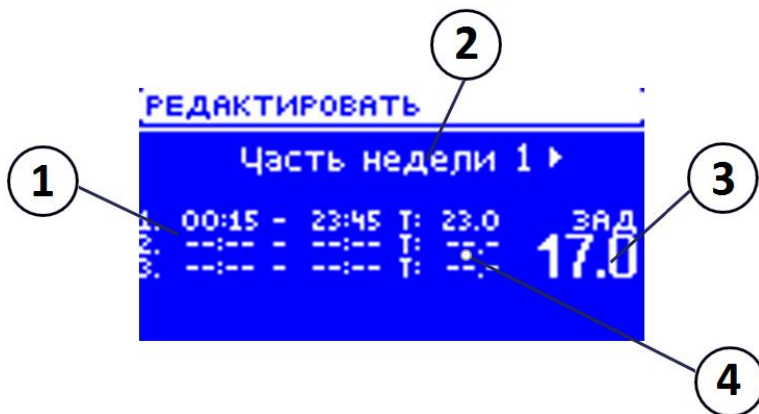 2
РЕДАКТИРОВАТЬ
Часть недели 1
1
3
1. 00:15 - 23:45 T: 23.0 ЗАД
2. --:-- - --:-- T: --.-
3. --:-- - --:-- T: --.-
17.0
4